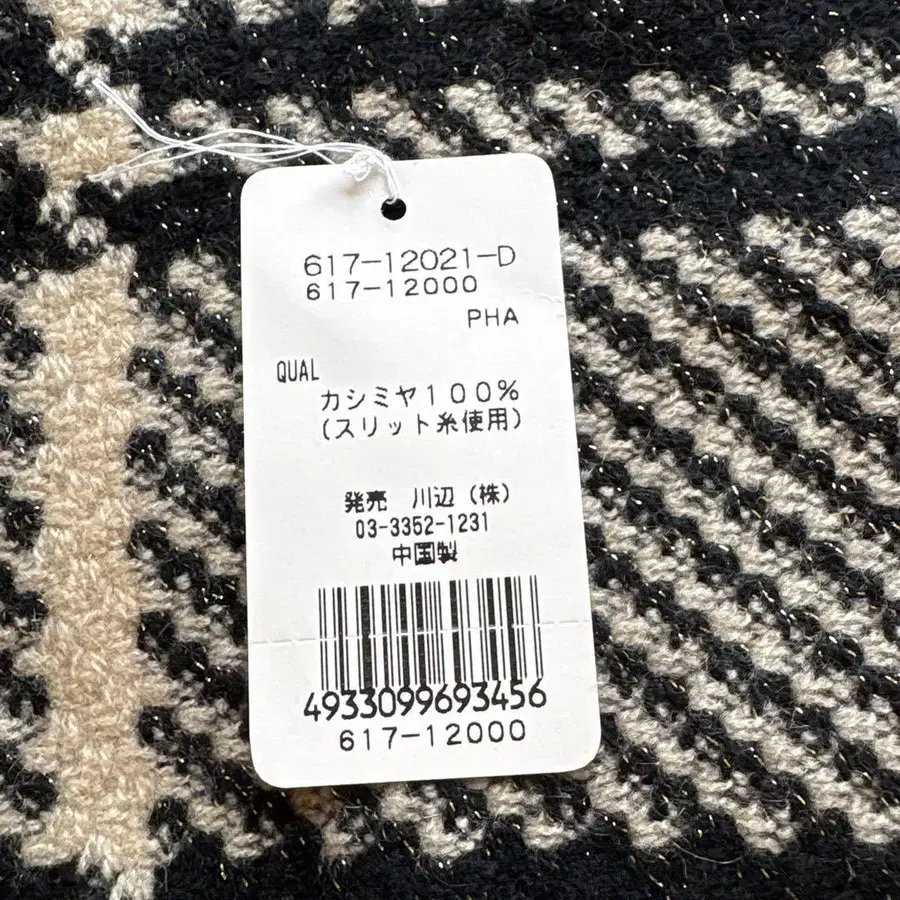 617-12021-D
617-12000
PHA
QUAL
カシミヤ100%
(スリット糸使用)
発売 川辺(株)
03-3352-1231
中国製
4933099693456
617-12000